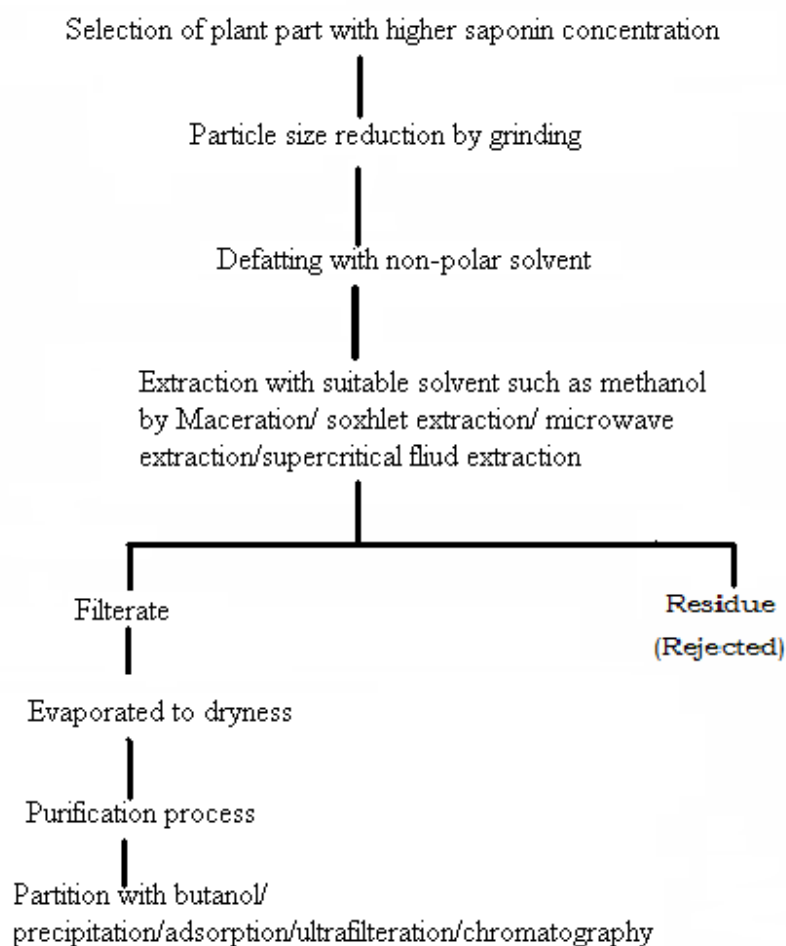 Selection of plant part with higher saponin concentration
Particle size reduction by grinding
Defatting with non-polar solvent
Extraction with suitable solvent such as methanol
by Maceration/ soxhlet extraction/ microwave
extraction/supercritical fliud extraction
Filterate
Residue
(Rejected)
Evaporated to dryness
Purification process
Partition with butanol/
precipitation/adsorption/ultrafilteration/chromatography